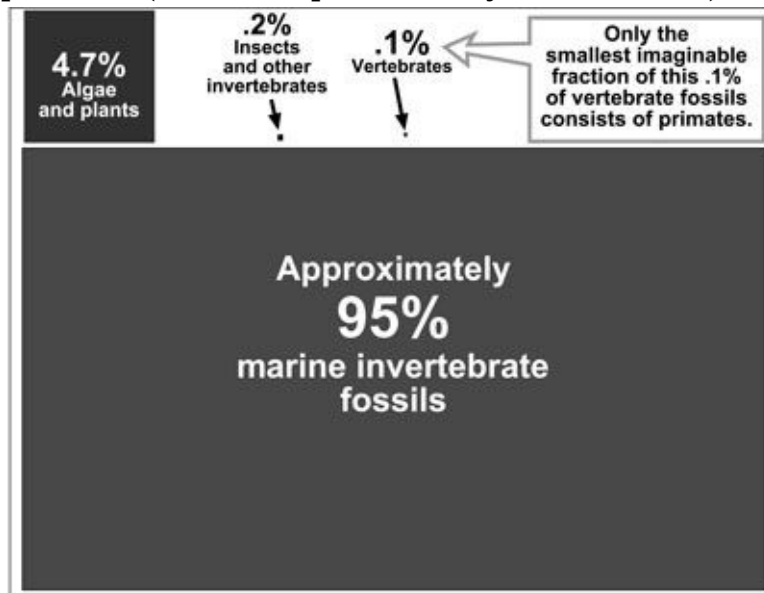 4.7%
Algae
and plants
.2%
Insects
and other
invertebrates
.1%
Vertebrates
Only the
smallest imaginable
fraction of this .1%
of vertebrate fossils
consists of primates.
Approximately
95%
marine invertebrate
fossils